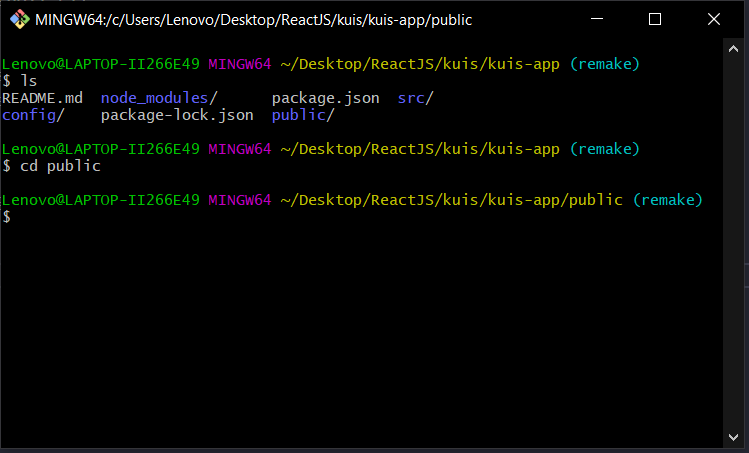 MINGW64:/c/Users/Lenovo/Desktop/ReactJS/kuis/kuis-app/public
Lenovo@LAPTOP-II266E49 MINGW64 ~/Desktop/ReactJS/kuis/kuis-app (remake)
$ ls
README.md  node_modules/      package.json  src/
config/    package-lock.json  public/
Lenovo@LAPTOP-II266E49 MINGW64 ~/Desktop/ReactJS/kuis/kuis-app (remake)
$ cd public
Lenovo@LAPTOP-II266E49 MINGW64 ~/Desktop/ReactJS/kuis/kuis-app/public (remake)
$